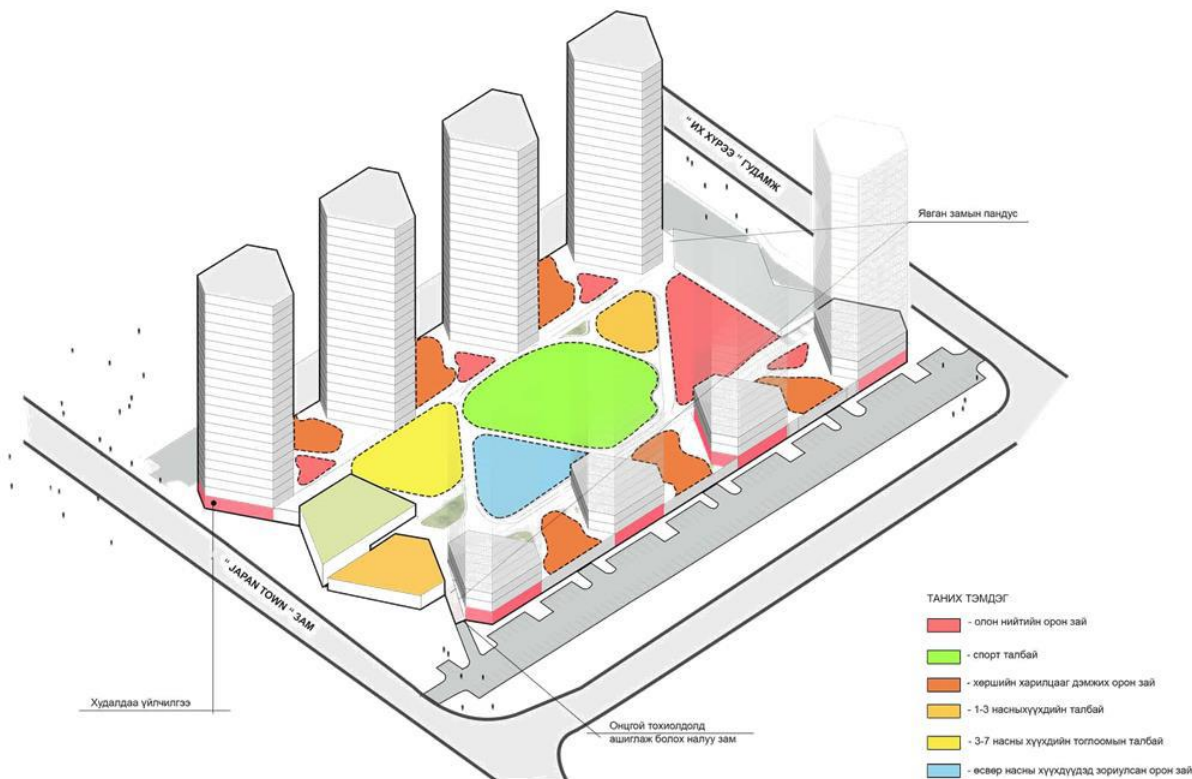 " ИХ ХҮРЭЭ " ГУДАМЖ
Явган замын пандус
" JAPAN TOWN " ЗАМ
Худалдаа үйлчилгээ
Онцгой тохиолдолд
ашиглаж болох налуу зам
ТАНИХ ТЭМДЭГ
- олон нийтийн орон зай
- спорт талбай
- хөршийн харилцааг дэмжих орон зай
- 1-3 насныхүүхдийн талбай
- 3-7 насны хүүхдийн тоглоомын талбай
- өсвөр насны хүүхдүүдэд зориулсан орон зай